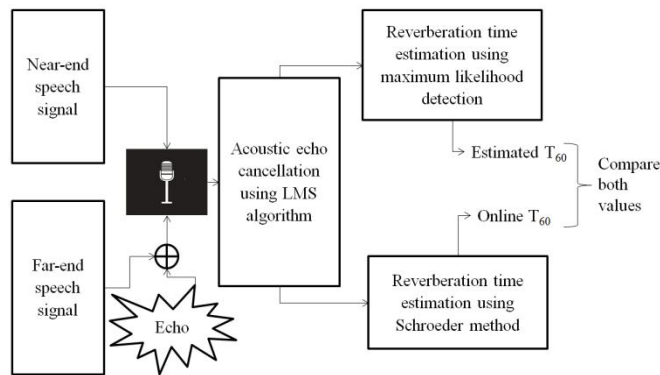 Near-end
speech
signal
Far-end
speech
signal
Echo
Acoustic echo
cancellation
using LMS
algorithm
Reverberation time
estimation using
maximum likelihood
detection
Estimated T₆₀
Online T₆₀
Compare
both
values
Reverberation time
estimation using
Schroeder method